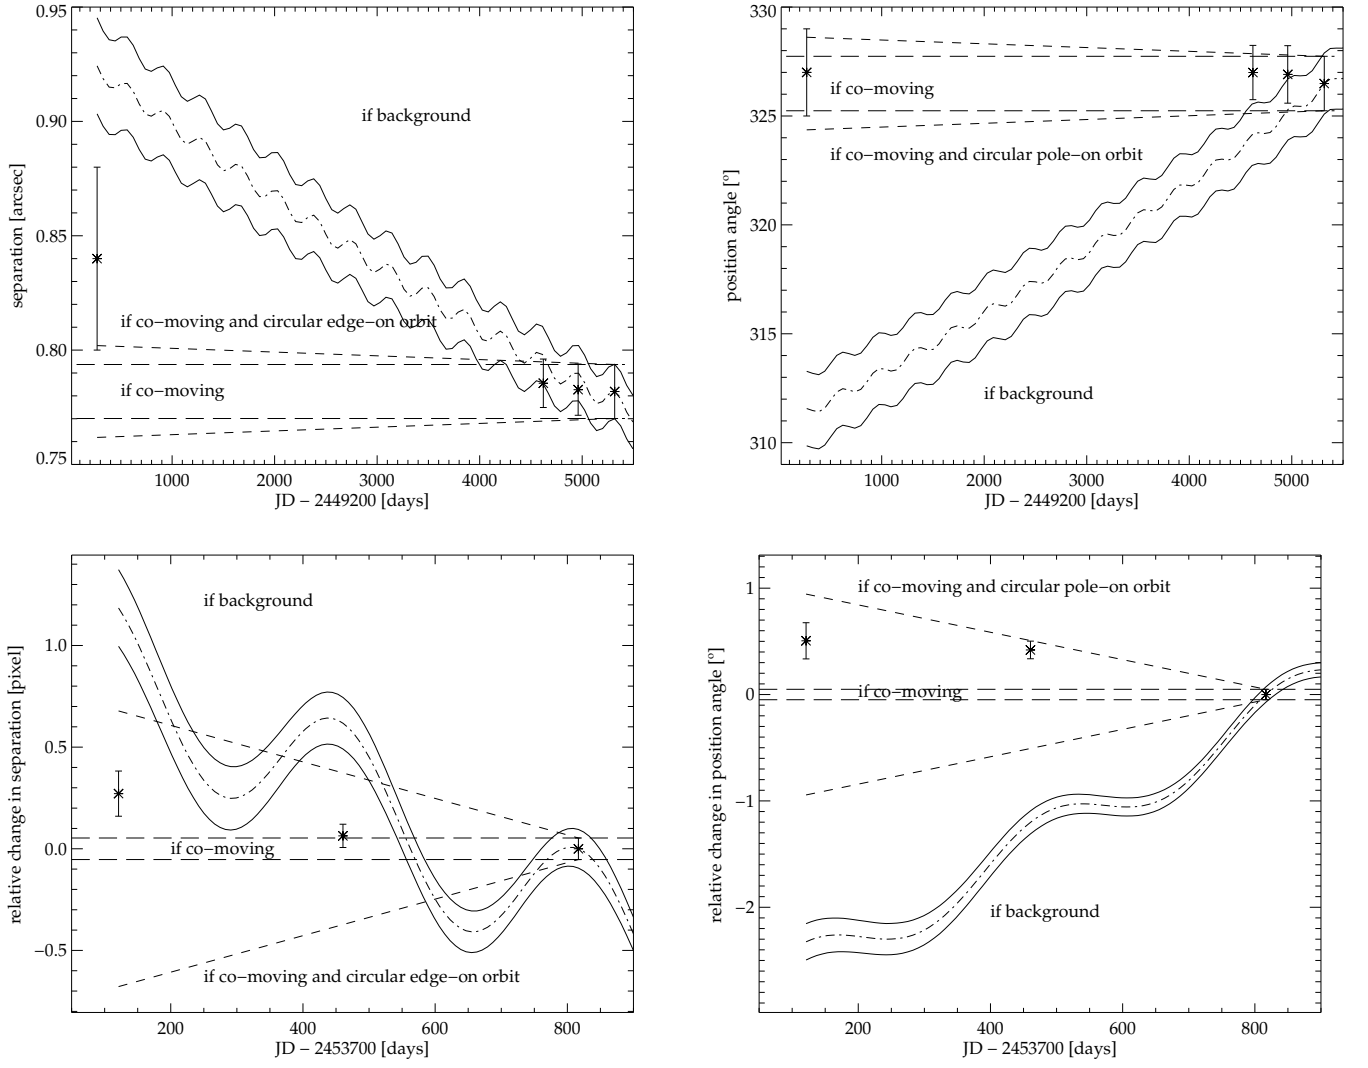 0.95
0.90
0.85
0.80
0.75
separation [arcsec]
if background
if co−moving and circular edge−on orbit
if co−moving
1000 2000 3000 4000 5000
JD − 2449200 [days]
330
325
320
315
310
position angle [°]
if co−moving
if co−moving and circular pole−on orbit
if background
1000 2000 3000 4000 5000
JD − 2449200 [days]
1.0
0.5
0.0
−0.5
relative change in separation [pixel]
if background
if co−moving
if co−moving and circular edge−on orbit
200 400 600 800
JD − 2453700 [days]
1
0
−1
−2
relative change in position angle [°]
if co−moving and circular pole−on orbit
if co−moving
if background
200 400 600 800
JD − 2453700 [days]